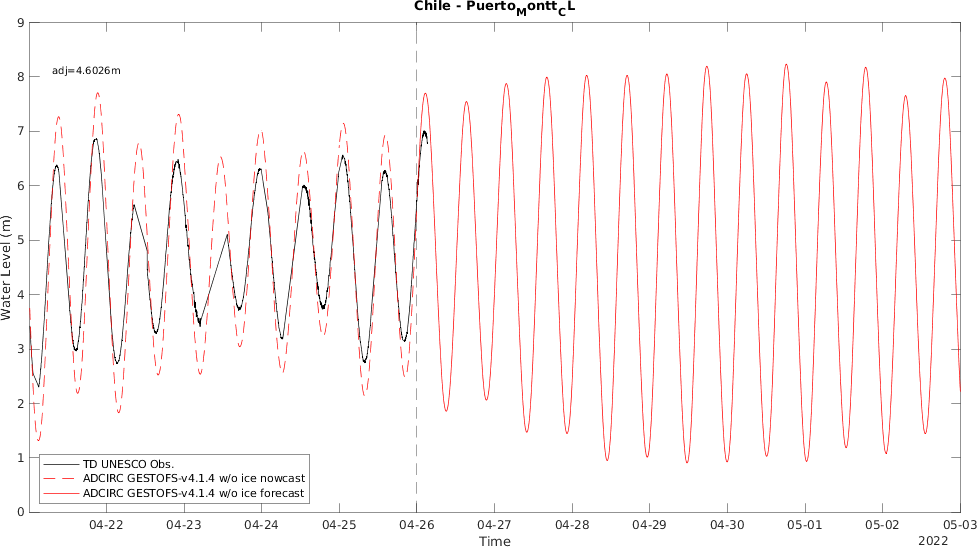 Chile - Puerto_Montt_CL
adj=4.6026m
9
8
7
6
5
4
3
2
1
0
Water Level (m)
TD UNESCO Obs.
ADCIRC GESTOFS-v4.1.4 w/o ice nowcast
ADCIRC GESTOFS-v4.1.4 w/o ice forecast
04-22 04-23 04-24 04-25 04-26 04-27 04-28 04-29 04-30 05-01 05-02 05-03
Time
2022